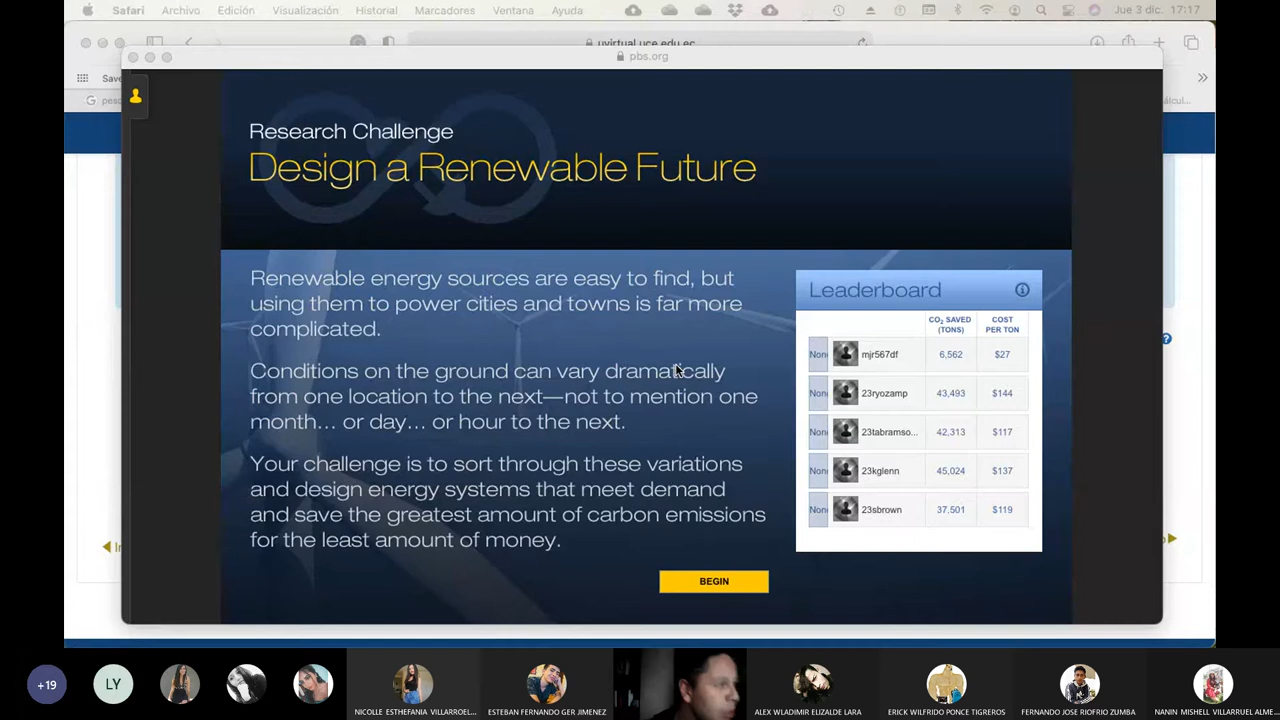 Safari Archivo Edición Visualización Historial Marcadores Ventana Ayuda Jue 3 dic. 17:17
uvirtual.uce.edu.ec
pbs.org
Research Challenge
Design a Renewable Future
Renewable energy sources are easy to find, but
using them to power cities and towns is far more
complicated.
Conditions on the ground can vary dramatically
from one location to the next—not to mention one
month... or day... or hour to the next.
Your challenge is to sort through these variations
and design energy systems that meet demand
and save the greatest amount of carbon emissions
for the least amount of money.
BEGIN
Leaderboard
CO₂ SAVED (TONS) COST PER TON
mjr567df 6,562 $27
23ryozamp 43,493 $144
23tabramso... 42,313 $117
23kglenn 45,024 $137
23sbrown 37,501 $119
+19 LY
NICOLLE ESTHEFANIA VILLARROEL... ESTEBAN FERNANDO GER JIMENEZ ALEX WLADIMIR ELIZALDE LARA ERICK WILFRIDO PONCE TIGREROS FERNANDO JOSE RIOFRIO ZUMBA NANIN MISHELL VILLARRUEL ALME...